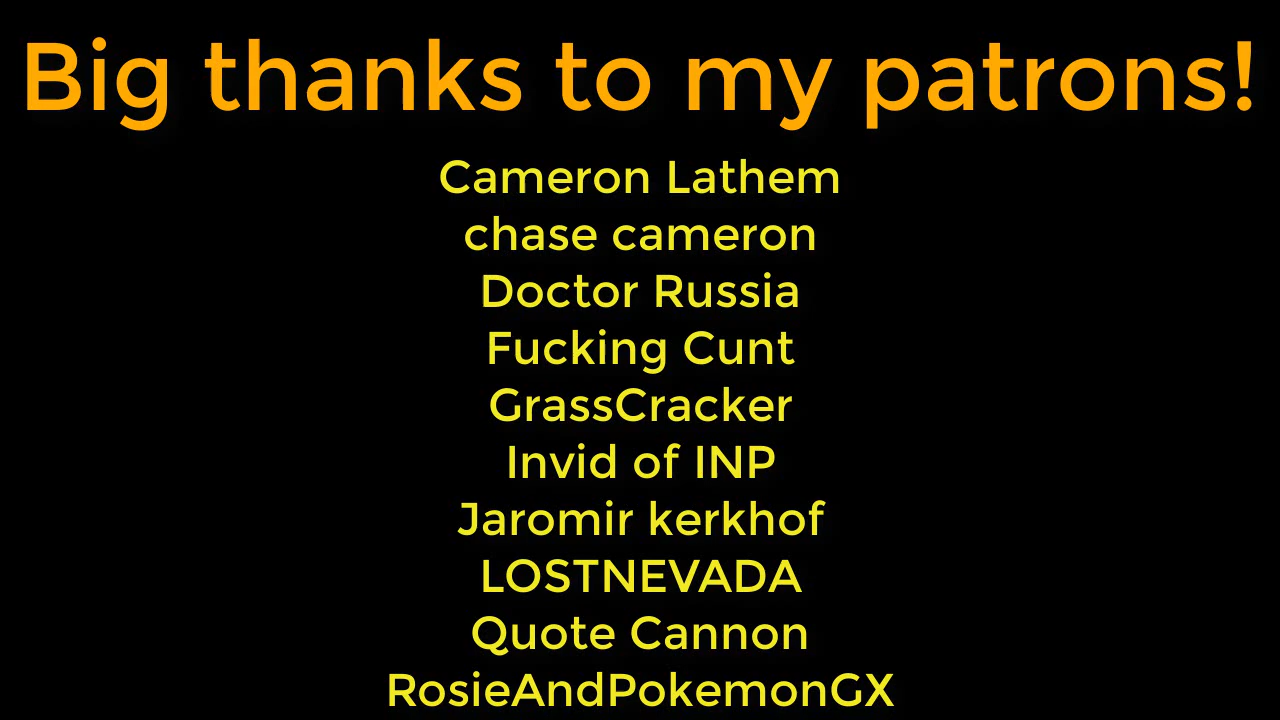 Big thanks to my patrons!
Cameron Lathem
chase cameron
Doctor Russia
Fucking Cunt
GrassCracker
Invid of INP
Jaromir kerkhof
LOSTNEVADA
Quote Cannon
RosieAndPokemonGX